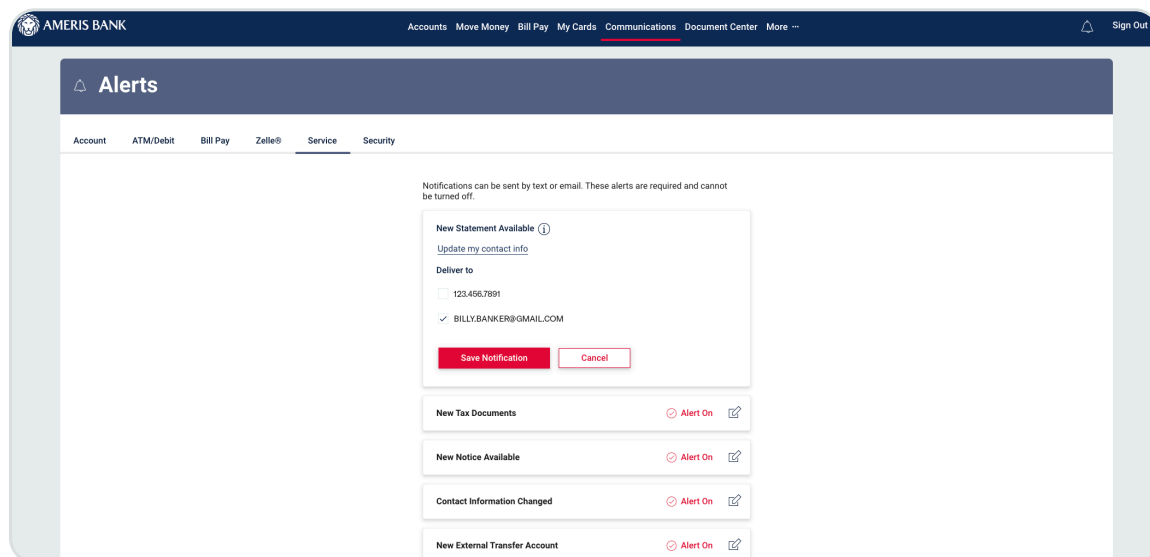 AMERIS BANK
Accounts Move Money Bill Pay My Cards Communications Document Center More ···
Sign Out
Alerts
Account ATM/Debit Bill Pay Zelle® Service Security
Notifications can be sent by text or email. These alerts are required and cannot
be turned off.
New Statement Available
Update my contact info
Deliver to
123.456.7891
BILLY.BANKER@GMAIL.COM
Save Notification Cancel
New Tax Documents Alert On
New Notice Available Alert On
Contact Information Changed Alert On
New External Transfer Account Alert On